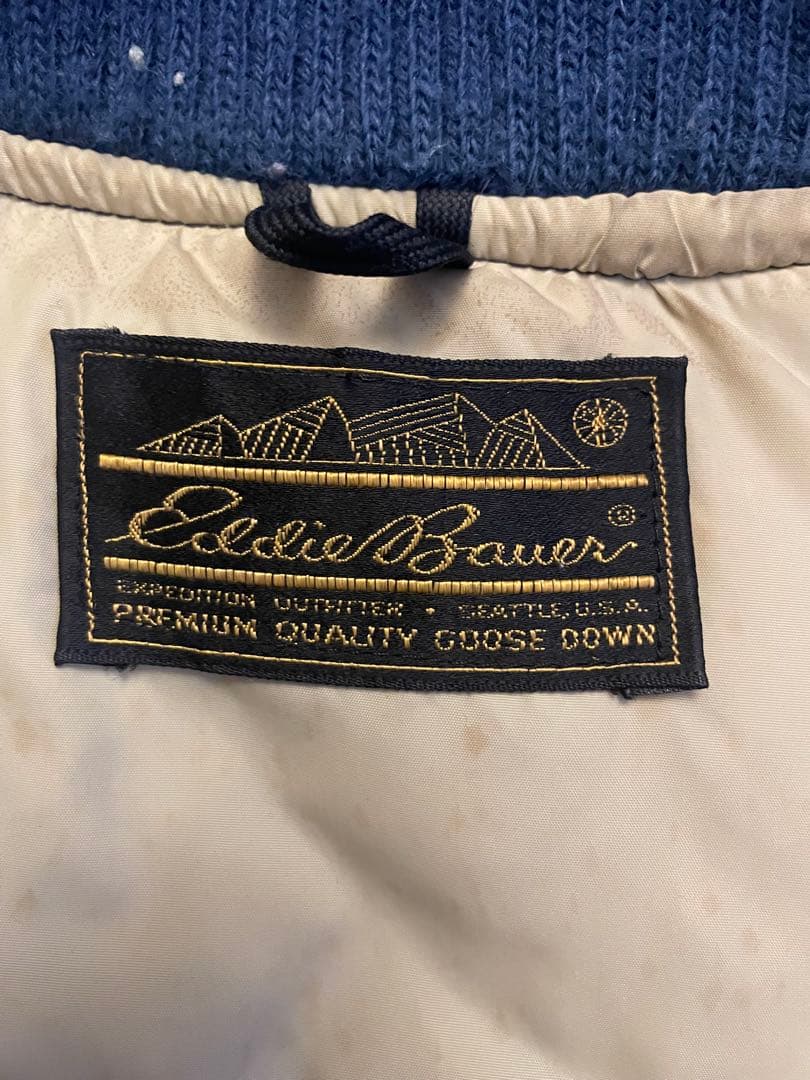 Eddie Bauer®
EXPEDITION OUTFITTER • SEATTLE, U.S.A.
PREMIUM QUALITY GOOSE DOWN